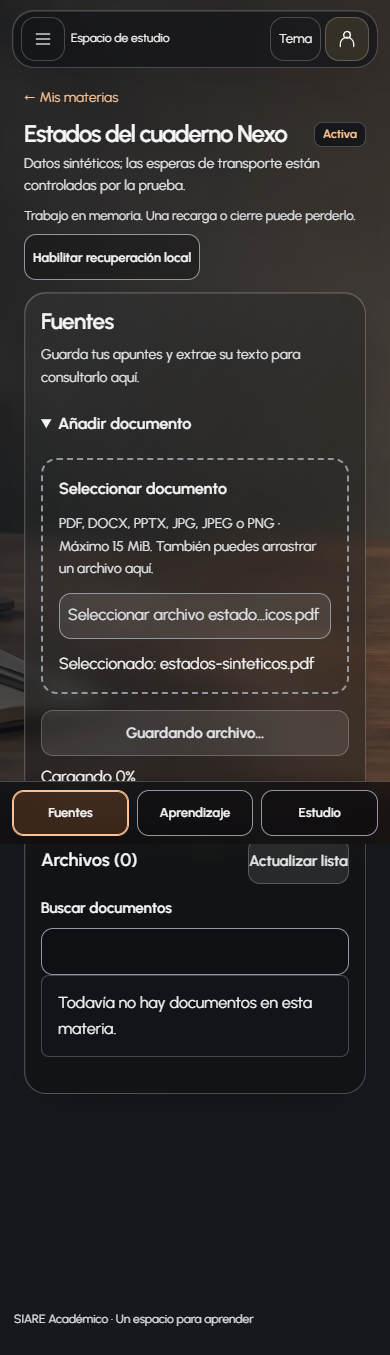 Espacio de estudio
Tema
← Mis materias
Estados del cuaderno Nexo
Activa
Datos sintéticos; las esperas de transporte están
controladas por la prueba.
Trabajo en memoria. Una recarga o cierre puede perderlo.
Habilitar recuperación local
Fuentes
Guarda tus apuntes y extrae su texto para
consultarlo aquí.
▼ Añadir documento
Seleccionar documento
PDF, DOCX, PPTX, JPG, JPEG o PNG ·
Máximo 15 MiB. También puedes arrastrar
un archivo aquí.
Seleccionar archivo estado...icos.pdf
Seleccionado: estados-sinteticos.pdf
Guardando archivo...
Cargando 0%
Fuentes
Aprendizaje
Estudio
Archivos (0)
Actualizar lista
Buscar documentos
Todavía no hay documentos en esta
materia.
SIARE Académico · Un espacio para aprender